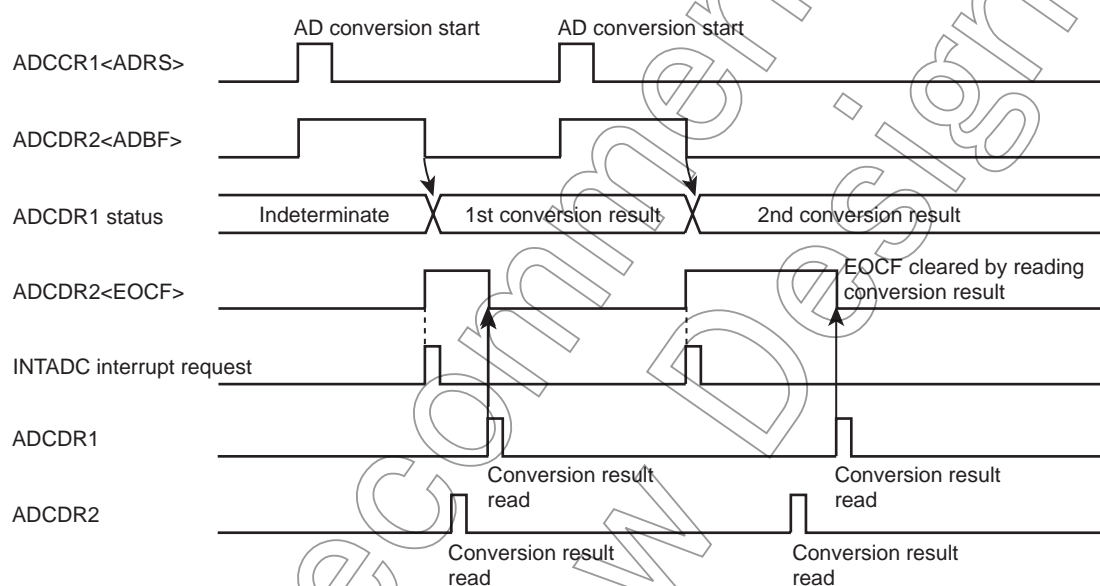 AD conversion start
AD conversion start
ADCCR1<ADRS>
ADCDR2<ADBF>
ADCDR1 status
Indeterminate
1st conversion result
2nd conversion result
ADCDR2<EOCF>
EOCF cleared by reading
conversion result
INTADC interrupt request
ADCDR1
Conversion result
read
Conversion result
read
ADCDR2
Conversion result
read
Conversion result
read